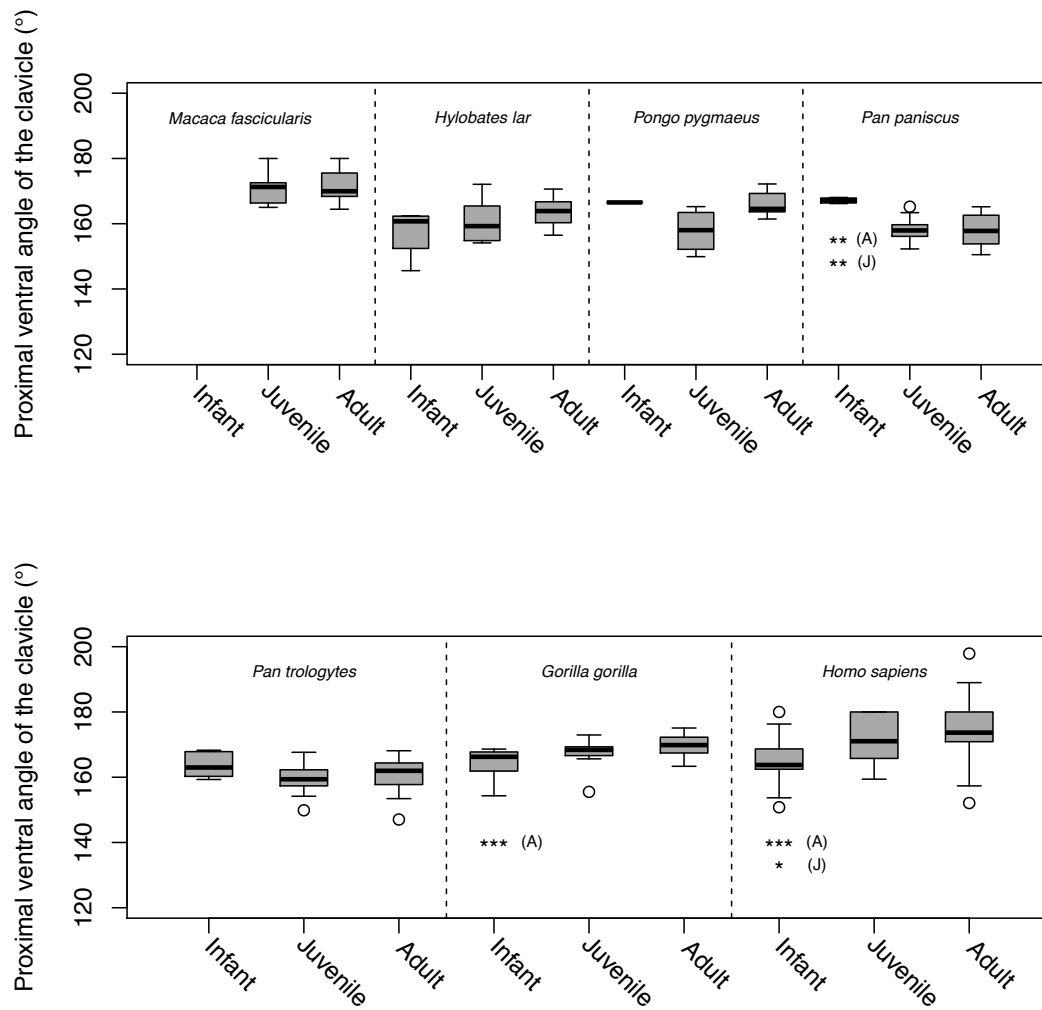 Proximal ventral angle of the clavicle (°)
200
180
160
140
120
Macaca fascicularis
Hylobates lar
Pongo pygmaeus
Pan paniscus
** (A)
** (J)
Infant
Juvenile
Adult
Infant
Juvenile
Adult
Infant
Juvenile
Adult
Infant
Juvenile
Adult
Proximal ventral angle of the clavicle (°)
200
180
160
140
120
Pan trologytes
Gorilla gorilla
Homo sapiens
*** (A)
*** (A)
* (J)
Infant
Juvenile
Adult
Infant
Juvenile
Adult
Infant
Juvenile
Adult